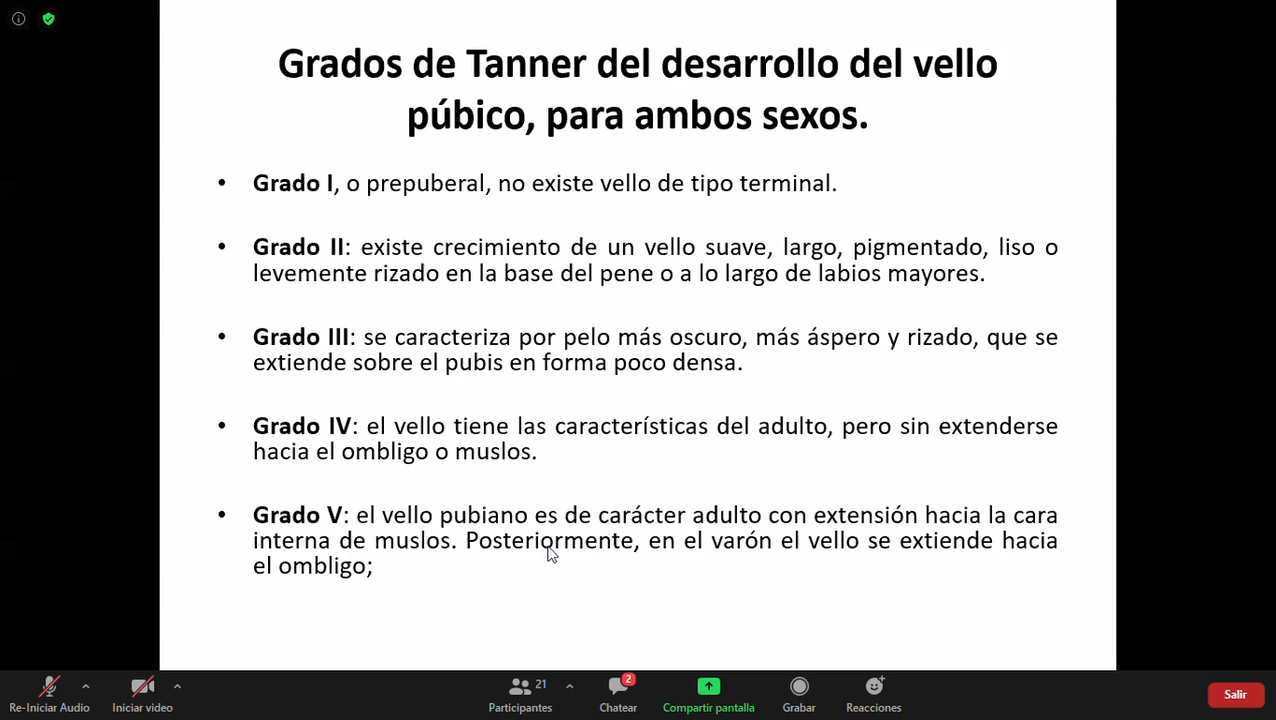 Grados de Tanner del desarrollo del vello
púbico, para ambos sexos.
• Grado I, o prepuberal, no existe vello de tipo terminal.
• Grado II: existe crecimiento de un vello suave, largo, pigmentado, liso o
levemente rizado en la base del pene o a lo largo de labios mayores.
• Grado III: se caracteriza por pelo más oscuro, más áspero y rizado, que se
extiende sobre el pubis en forma poco densa.
• Grado IV: el vello tiene las características del adulto, pero sin extenderse
hacia el ombligo o muslos.
• Grado V: el vello pubiano es de carácter adulto con extensión hacia la cara
interna de muslos. Posteriormente, en el varón el vello se extiende hacia
el ombligo;
21
2
Re-Iniciar Audio
Iniciar video
Participantes
Chatear
Compartir pantalla
Grabar
Reacciones
Salir